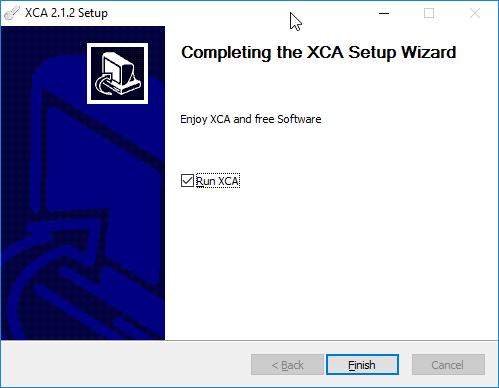 XCA 2.1.2 Setup
Completing the XCA Setup Wizard
Enjoy XCA and free Software
Run XCA
< Back
Finish
Cancel